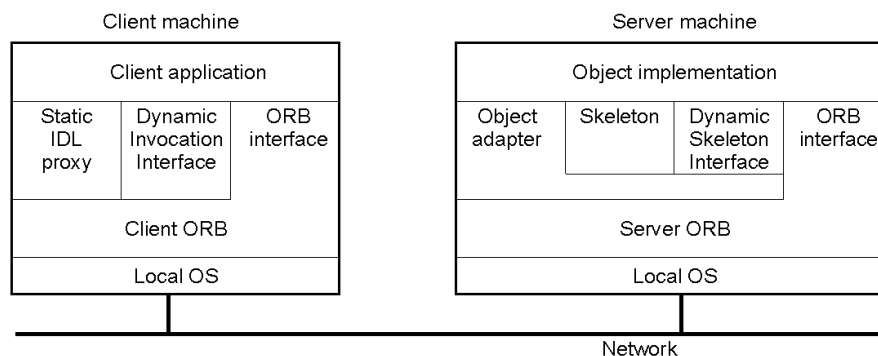 Client machine
Server machine
Client application
Object implementation
Static
IDL
proxy
Dynamic
Invocation
Interface
ORB
interface
Object
adapter
Skeleton
Dynamic
Skeleton
Interface
ORB
interface
Client ORB
Server ORB
Local OS
Local OS
Network